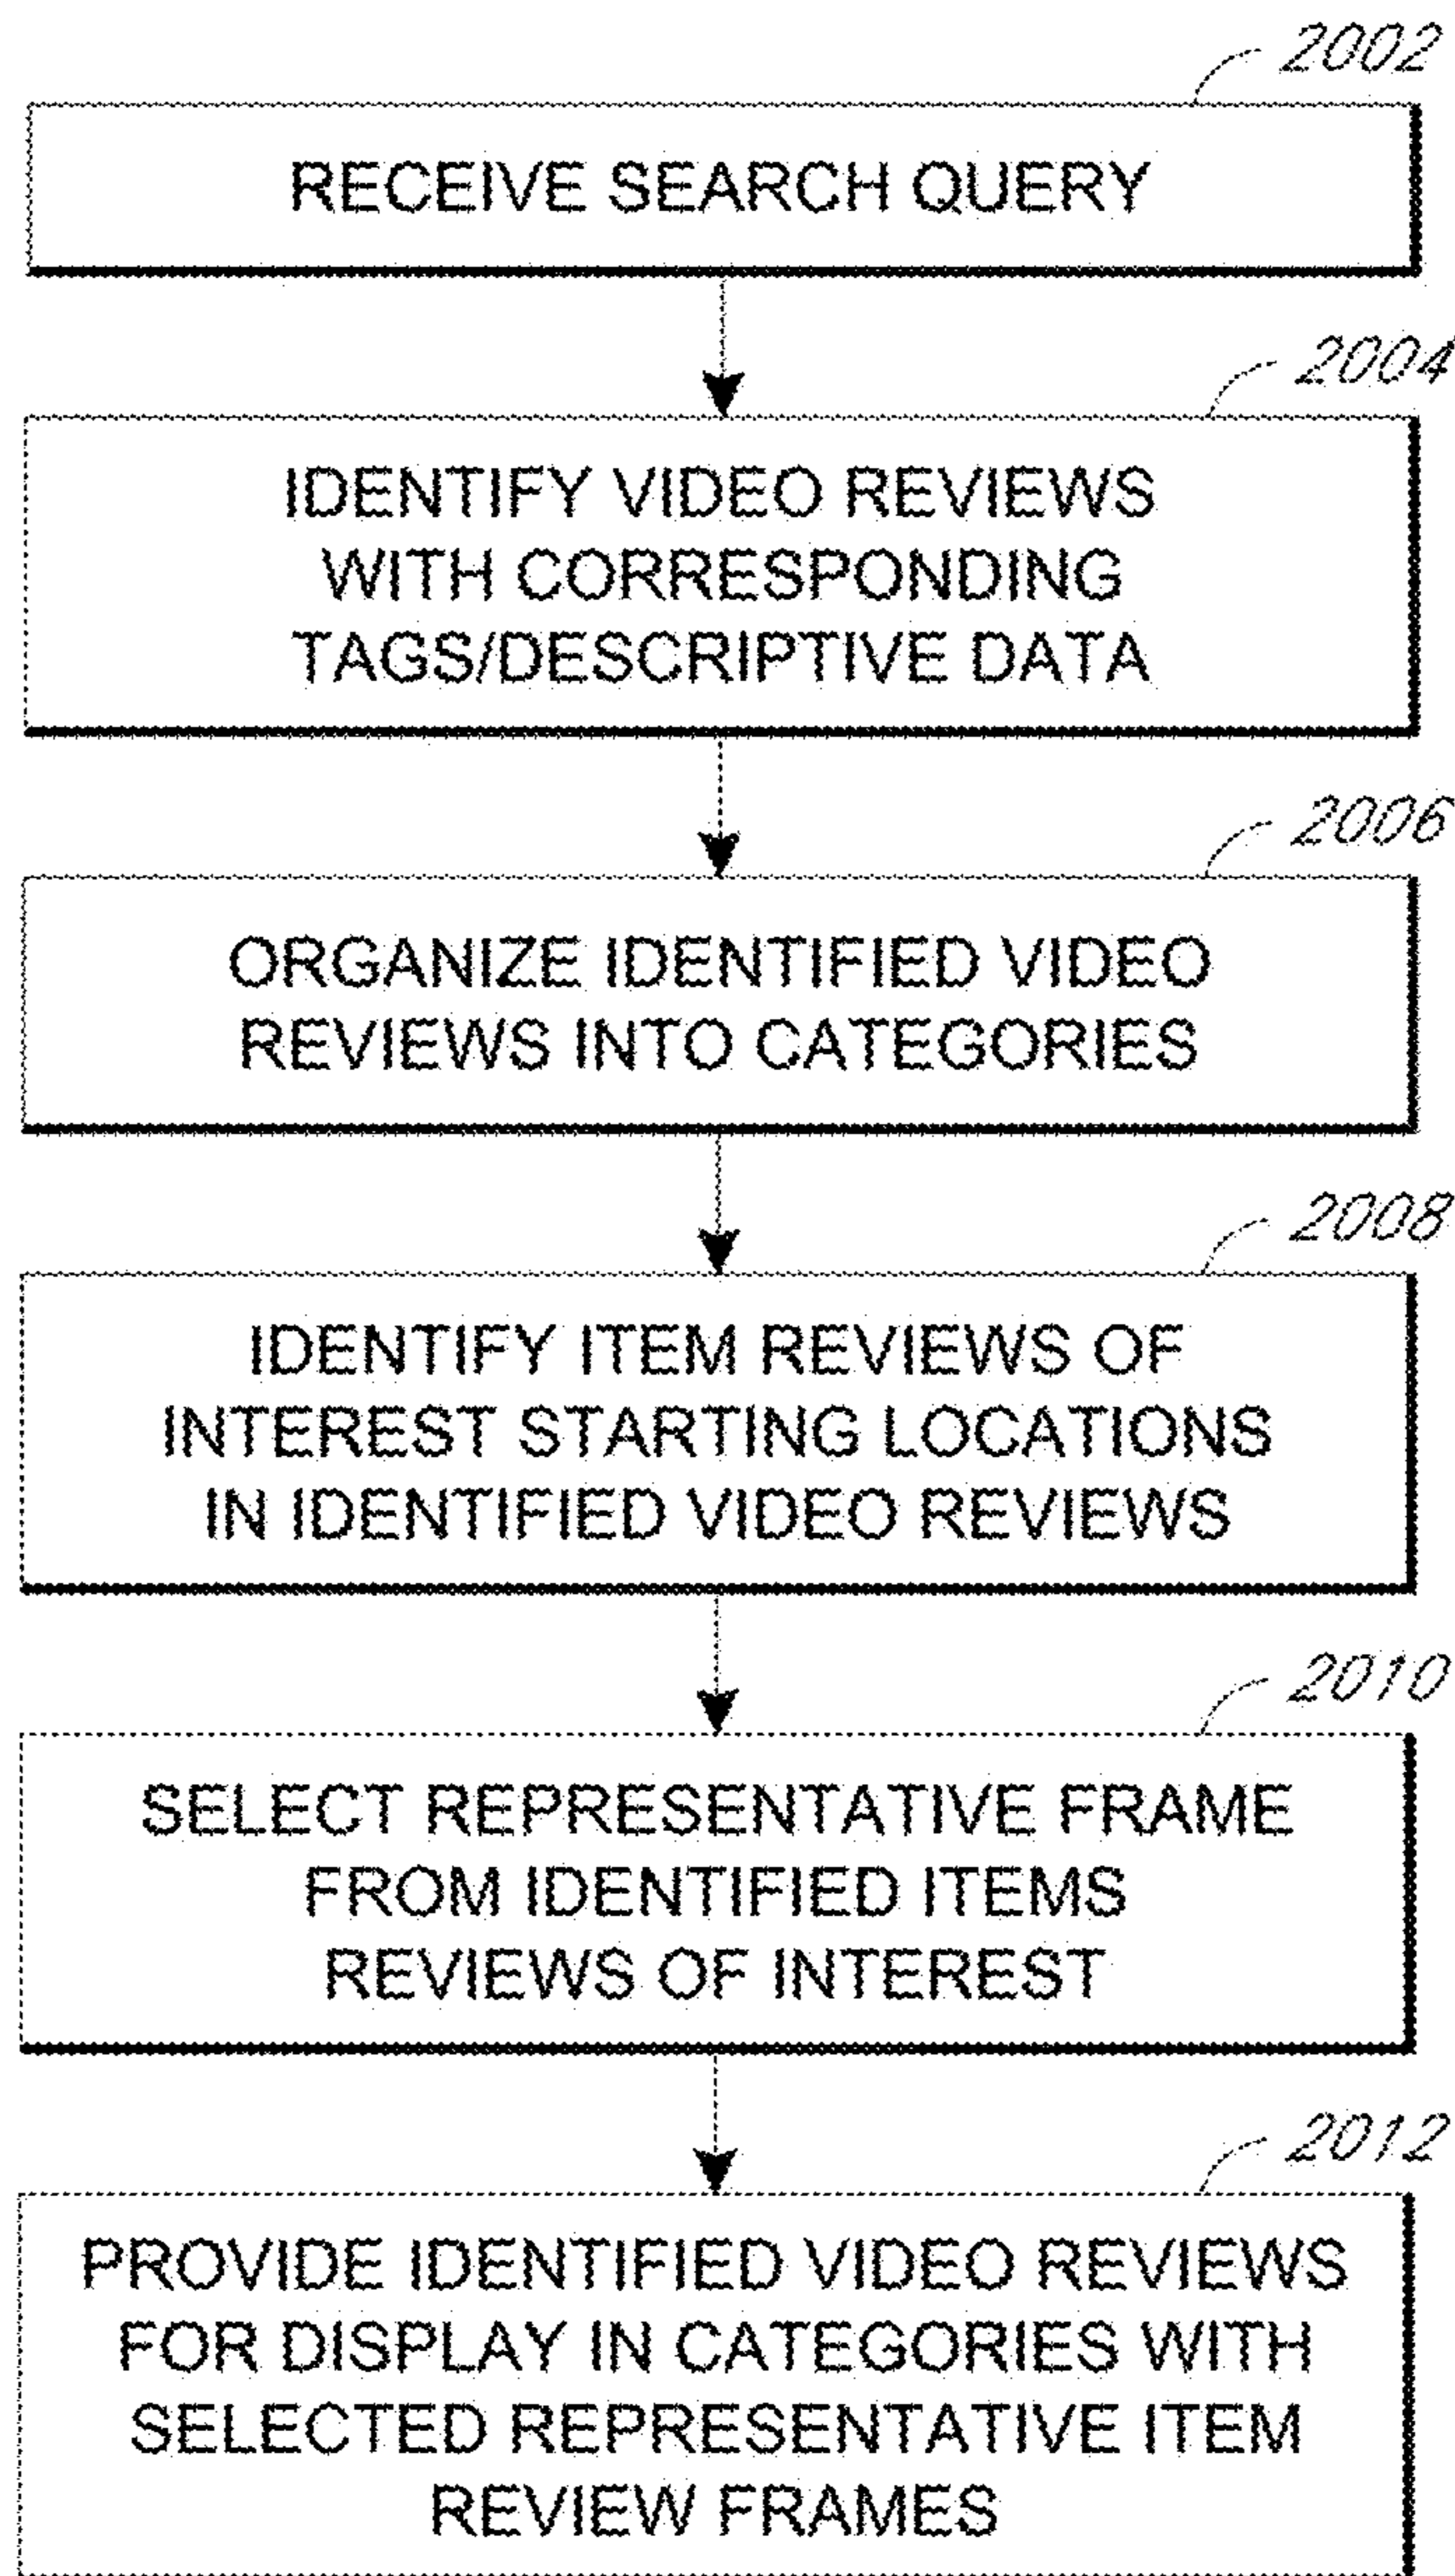 2002
RECEIVE SEARCH QUERY
2004
IDENTIFY VIDEO REVIEWS
WITH CORRESPONDING
TAGS/DESCRIPTIVE DATA
2006
ORGANIZE IDENTIFIED VIDEO
REVIEWS INTO CATEGORIES
2008
IDENTIFY ITEM REVIEWS OF
INTEREST STARTING LOCATIONS
IN IDENTIFIED VIDEO REVIEWS
2010
SELECT REPRESENTATIVE FRAME
FROM IDENTIFIED ITEMS
REVIEWS OF INTEREST
2012
PROVIDE IDENTIFIED VIDEO REVIEWS
FOR DISPLAY IN CATEGORIES WITH
SELECTED REPRESENTATIVE ITEM
REVIEW FRAMES